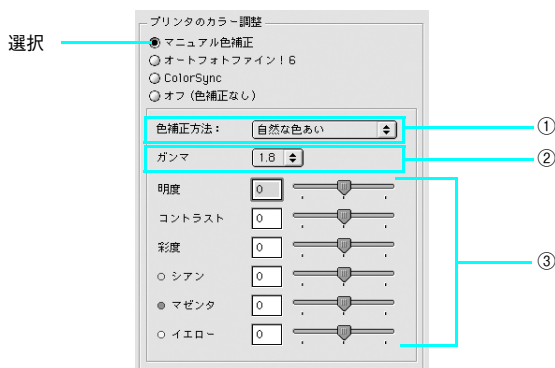 プリンタのカラー調整
選択
マニュアル色補正
オートフォトファイン!6
ColorSync
オフ(色補正なし)
色補正方法: 自然な色あい ①
ガンマ 1.8 ②
明度 0
コントラスト 0
彩度 0
シアン 0 ③
マゼンタ 0
イエロー 0